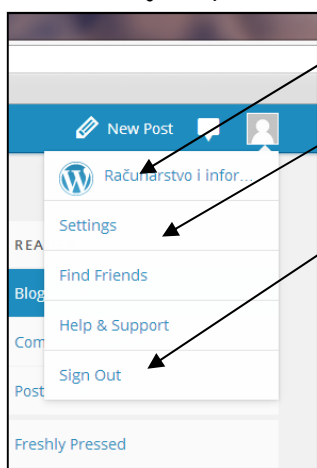 New Post
Računarstvo i infor...
Settings
REA
Find Friends
Blog
Help & Support
Com
Sign Out
Post
Freshly Pressed